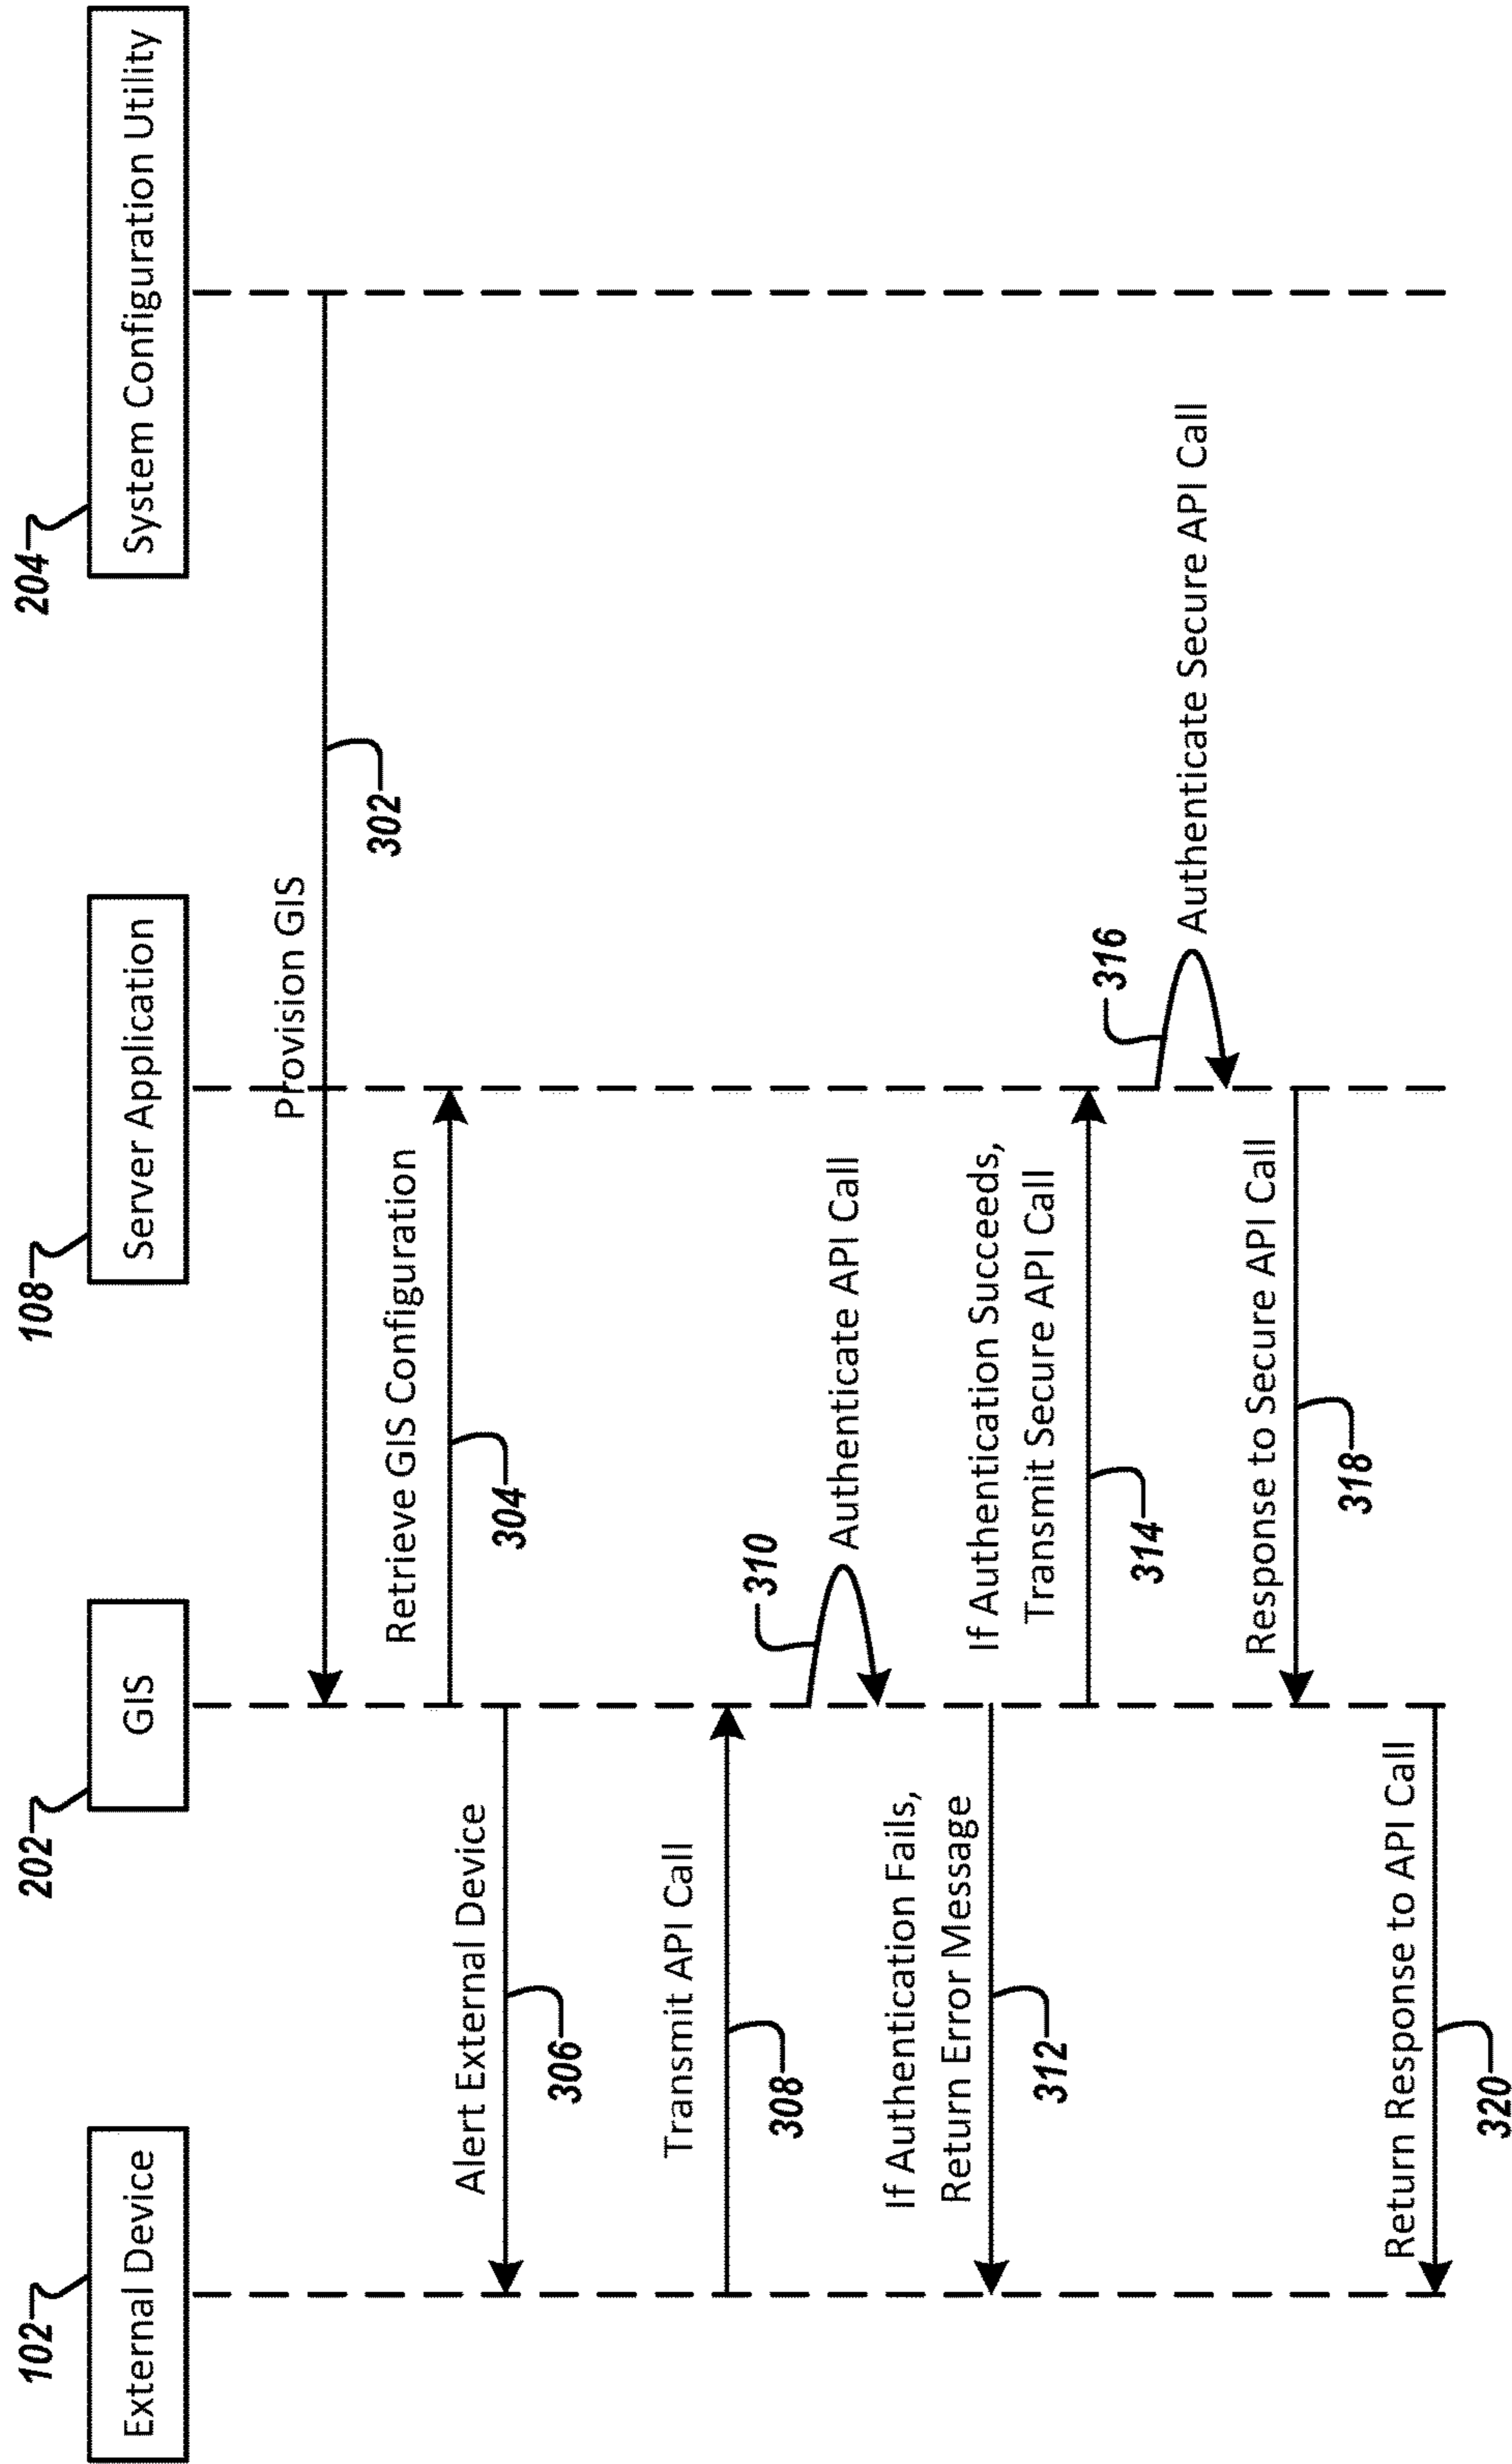 102
External Device
202
GIS
108
Server Application
204
System Configuration Utility
Provision GIS
302
Retrieve GIS Configuration
304
Alert External Device
306
Transmit API Call
308
310
Authenticate API Call
If Authentication Fails,
Return Error Message
312
If Authentication Succeeds,
Transmit Secure API Call
314
316
Authenticate Secure API Call
Response to Secure API Call
318
Return Response to API Call
320